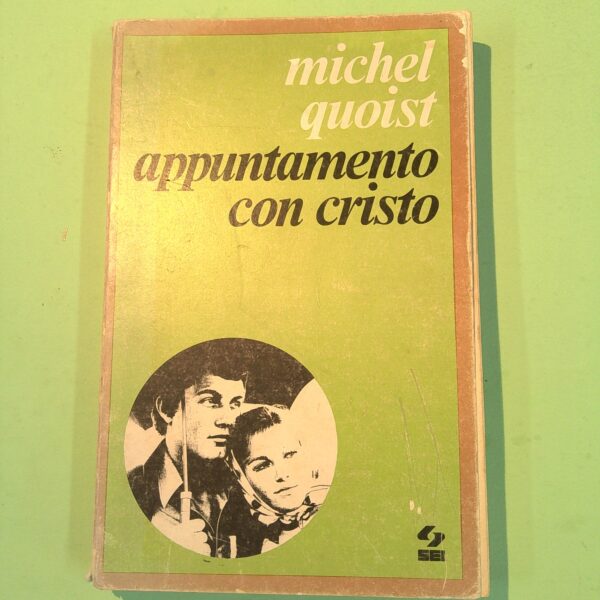 michel
quoist
appuntamento
con cristo
SEI